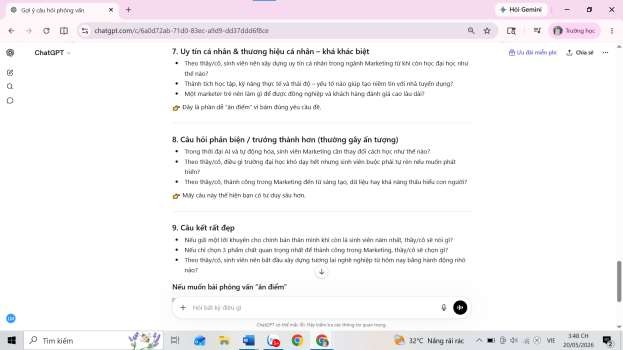 Gợi ý câu hỏi phỏng vấn
Hỏi Gemini
chatgpt.com/c/6a0d72ab-71d0-83ec-a9d9-dd37ddd6f8ce
Trường học
ChatGPT
Ưu đãi miễn phí
Chia sẻ
7. Uy tín cá nhân & thương hiệu cá nhân – khá khác biệt
Theo thầy/cô, sinh viên nên xây dựng uy tín cá nhân trong ngành Marketing từ khi còn học đại học như
thế nào?
Thành tích học tập, kỹ năng thực tế và thái độ – yếu tố nào giúp tạo niềm tin với nhà tuyển dụng?
Một marketer trẻ nên làm gì để được đồng nghiệp và khách hàng đánh giá cao lâu dài?
👉 Đây là phần dễ “ăn điểm” vì bám đúng yêu cầu đề.
8. Câu hỏi phản biện / trưởng thành hơn (thường gây ấn tượng)
Trong thời đại AI và tự động hóa, sinh viên Marketing cần thay đổi cách học như thế nào?
Theo thầy/cô, điều gì trường đại học khó dạy hết nhưng sinh viên buộc phải tự rèn nếu muốn phát
triển?
Theo thầy/cô, thành công trong Marketing đến từ sáng tạo, dữ liệu hay khả năng thấu hiểu con người?
👉 Mấy câu này thể hiện bạn có tư duy sâu hơn.
9. Câu kết rất đẹp
Nếu gửi một lời khuyên cho chính bản thân mình khi còn là sinh viên năm nhất, thầy/cô sẽ nói gì?
Nếu chỉ chọn 3 phẩm chất quan trọng nhất để thành công trong Marketing, thầy/cô sẽ chọn gì?
Theo thầy/cô, sinh viên nên bắt đầu xây dựng tương lai nghề nghiệp từ hôm nay bằng hành động nhỏ
nào?
Nếu muốn bài phỏng vấn “ăn điểm”
Hỏi bất kỳ điều gì
ChatGPT có thể mắc lỗi. Hãy kiểm tra các thông tin quan trọng.
Tìm kiếm
32°C Nắng rải rác
VIE
3:48 CH
20/05/2026